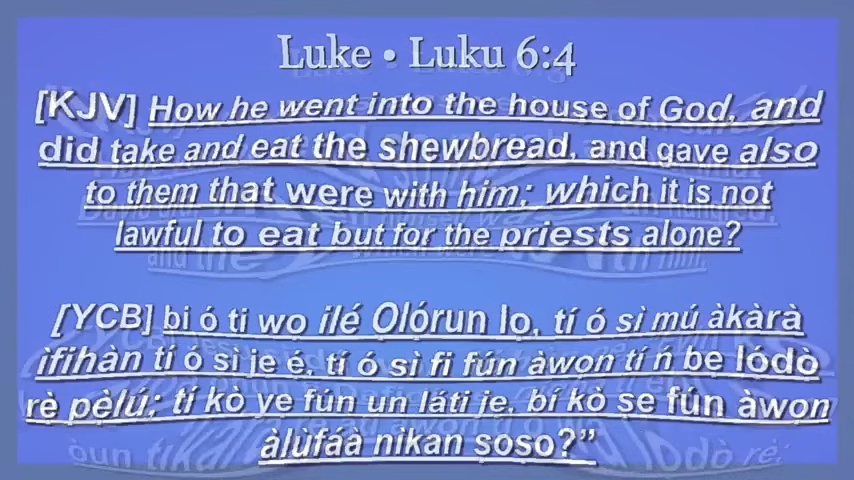 Luke • Luku 6:4
[KJV] How he went into the house of God, and
did take and eat the shewbread, and gave also
to them that were with him; which it is not
lawful to eat but for the priests alone?
[YCB] bi ó ti wọ ilé Ọlọ́run lọ, tí ó sì mú àkàrà
ìfihàn tí ó sì jẹ ẹ́, tí ó sì fi fún àwọn tí ń bẹ lọ́dọ̀
rẹ̀ pẹ̀lú; tí kò yẹ fún un láti jẹ, bí kò ṣe fún àwọn
àlùfáà nìkan ṣoṣo?”